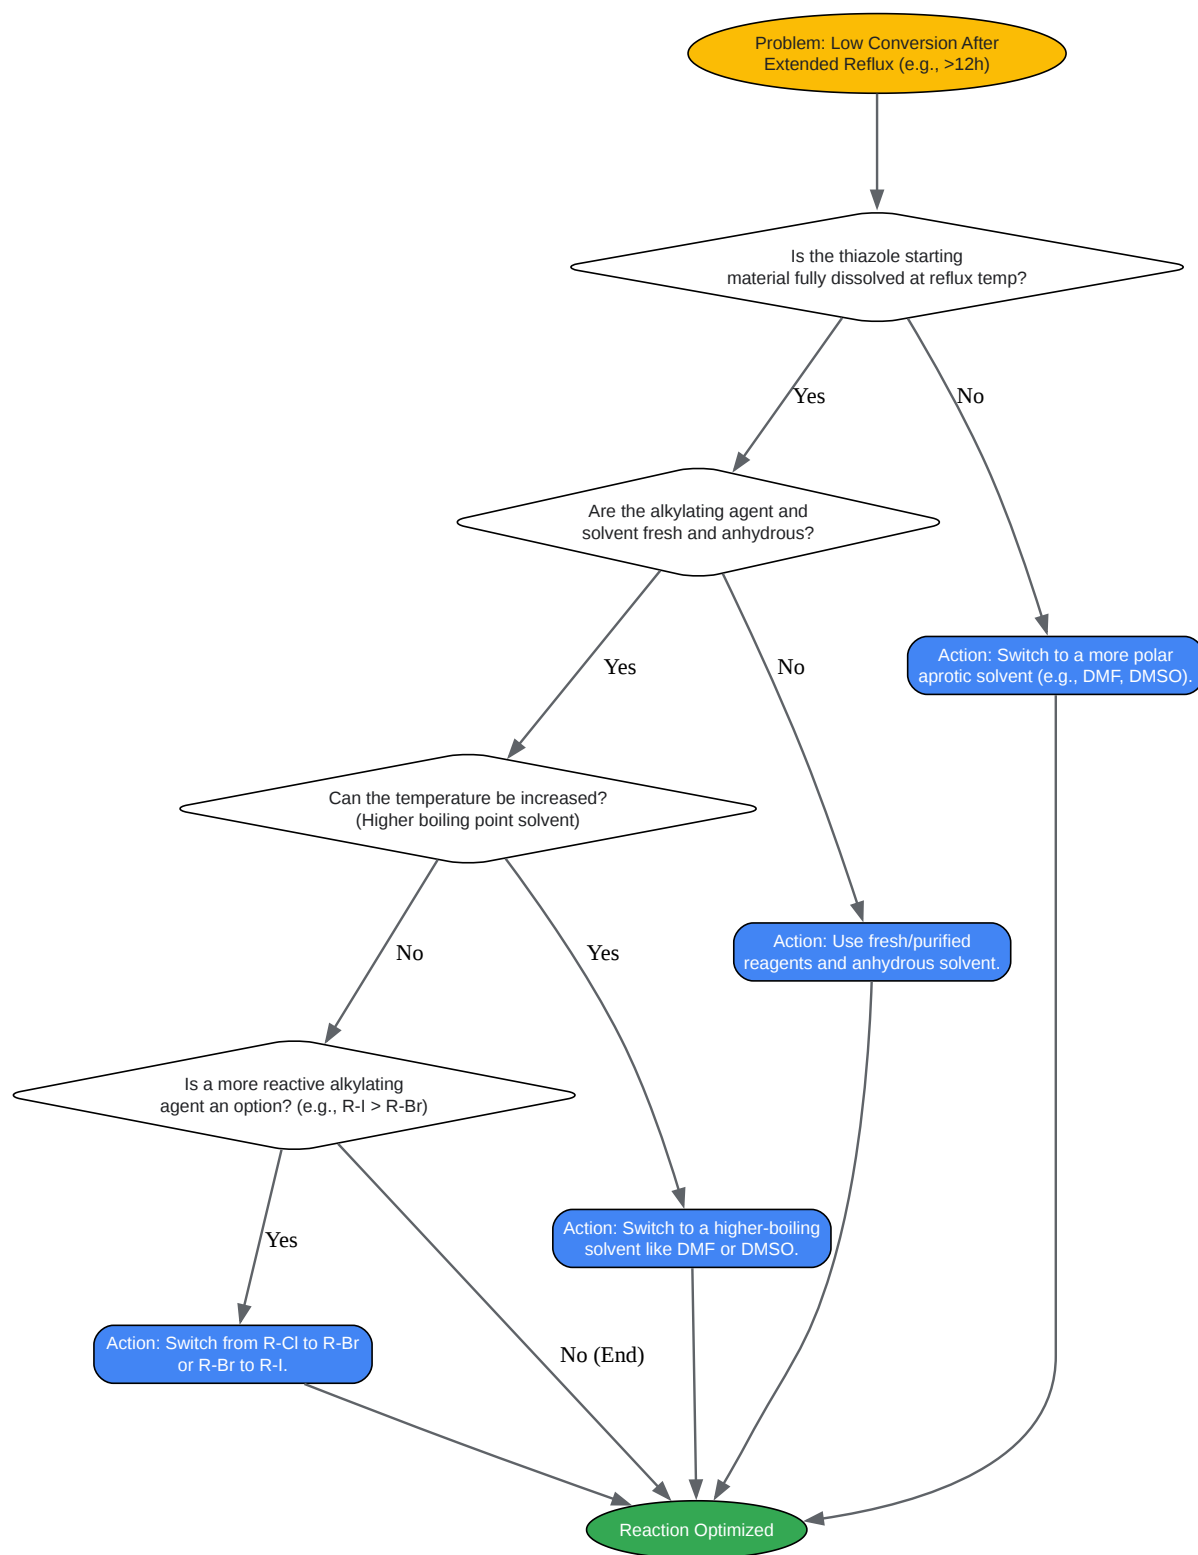 Problem: Low Conversion After
Extended Reflux (e.g., >12h)
Is the thiazole starting
material fully dissolved at reflux temp?
Yes
No
Are the alkylating agent and
solvent fresh and anhydrous?
Yes
No
Action: Switch to a more polar
aprotic solvent (e.g., DMF, DMSO).
Can the temperature be increased?
(Higher boiling point solvent)
No
Yes
Action: Use fresh/purified
reagents and anhydrous solvent.
Is a more reactive alkylating
agent an option? (e.g., R-I > R-Br)
Yes
No (End)
Action: Switch to a higher-boiling
solvent like DMF or DMSO.
Action: Switch from R-Cl to R-Br
or R-Br to R-I.
Reaction Optimized